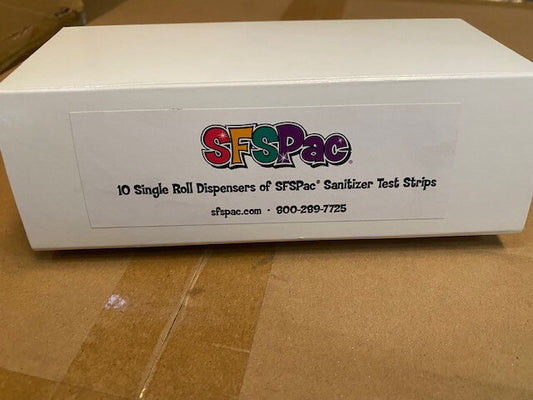 SFSPac®
10 Single Roll Dispensers of SFSPac® Sanitizer Test Strips
sfspac.com · 800-289-7725